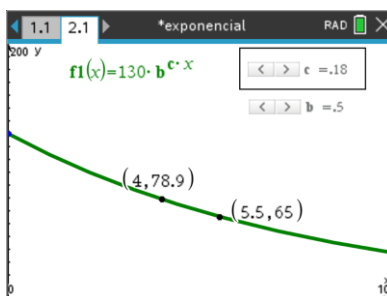 1.1 2.1 *exponencial RAD
200 y
f1(x)=130· b^c· x
c =.18
b =.5
(4,78.9)
(5.5,65)
0 10